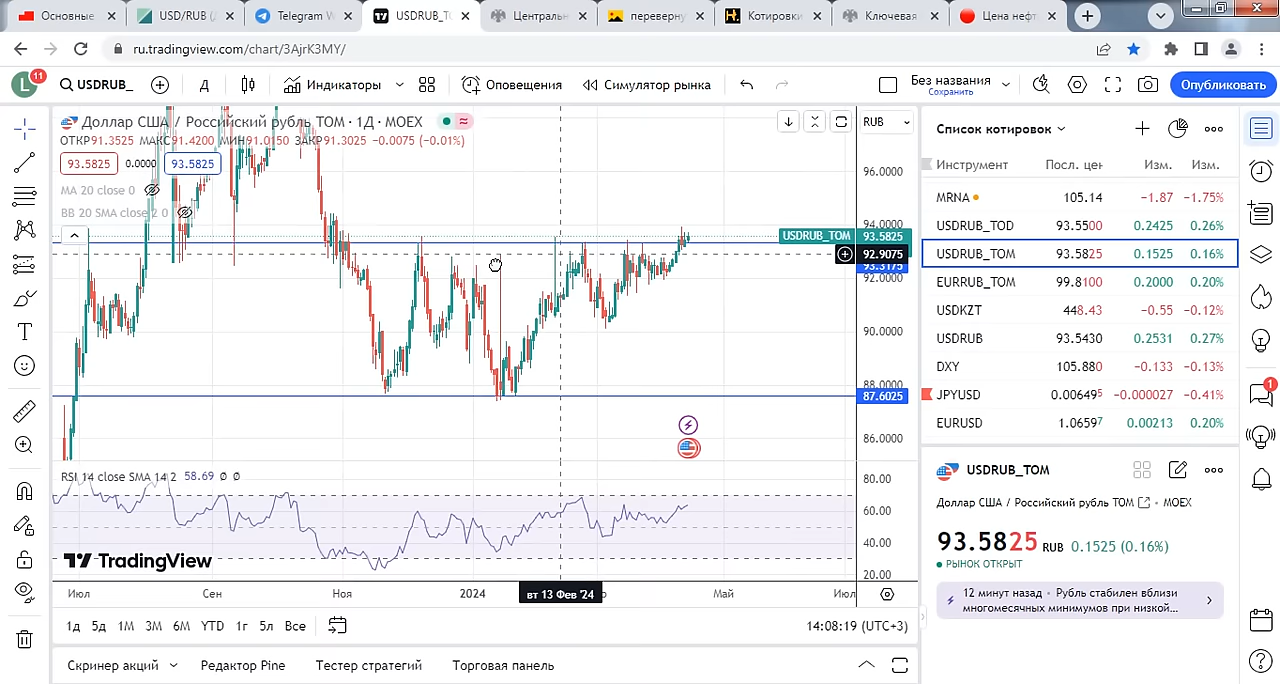 Основные
USD/RUB (Д
Telegram W
USDRUB_T
Центральн
переверну
Котировки
Ключевая
Цена нефт
ru.tradingview.com/chart/3AjrK3MY/
L 11
USDRUB_
Д
Индикаторы
Оповещения
Симулятор рынка
Без названия
Сохранить
Опубликовать
Доллар США / Российский рубль ТОМ · 1Д · MOEX
RUB
ОТКР91.3525 МАКС91.4200 МИН91.0150 ЗАКР91.3025 −0.0075 (−0.01%)
93.5825 0.0000 93.5825
MA 20 close 0
BB 20 SMA close 2 0
96.0000
94.0000
USDRUB_TOM 93.5825
92.9075
93.3175
92.0000
90.0000
88.0000
87.6025
86.0000
RSI 14 close SMA 14 2 58.69 ∅ ∅
80.00
60.00
40.00
20.00
TradingView
Июл
Сен
Ноя
2024
вт 13 Фев '24
Май
Июл
1д 5д 1М 3М 6М YTD 1г 5л Все
14:08:19 (UTC+3)
Скринер акций
Редактор Pine
Тестер стратегий
Торговая панель
Список котировок
Инструмент Посл. цен Изм. Изм.
MRNA 105.14 −1.87 −1.75%
USDRUB_TOD 93.5500 0.2425 0.26%
USDRUB_TOM 93.5825 0.1525 0.16%
EURRUB_TOM 99.8100 0.2000 0.20%
USDKZT 448.43 −0.55 −0.12%
USDRUB 93.5430 0.2531 0.27%
DXY 105.880 −0.133 −0.13%
JPYUSD 0.006495 −0.000027 −0.41%
EURUSD 1.06597 0.00213 0.20%
USDRUB_TOM
Доллар США / Российский рубль ТОМ · MOEX
93.5825 RUB 0.1525 (0.16%)
РЫНОК ОТКРЫТ
12 минут назад · Рубль стабилен вблизи
многомесячных минимумов при низкой...
1